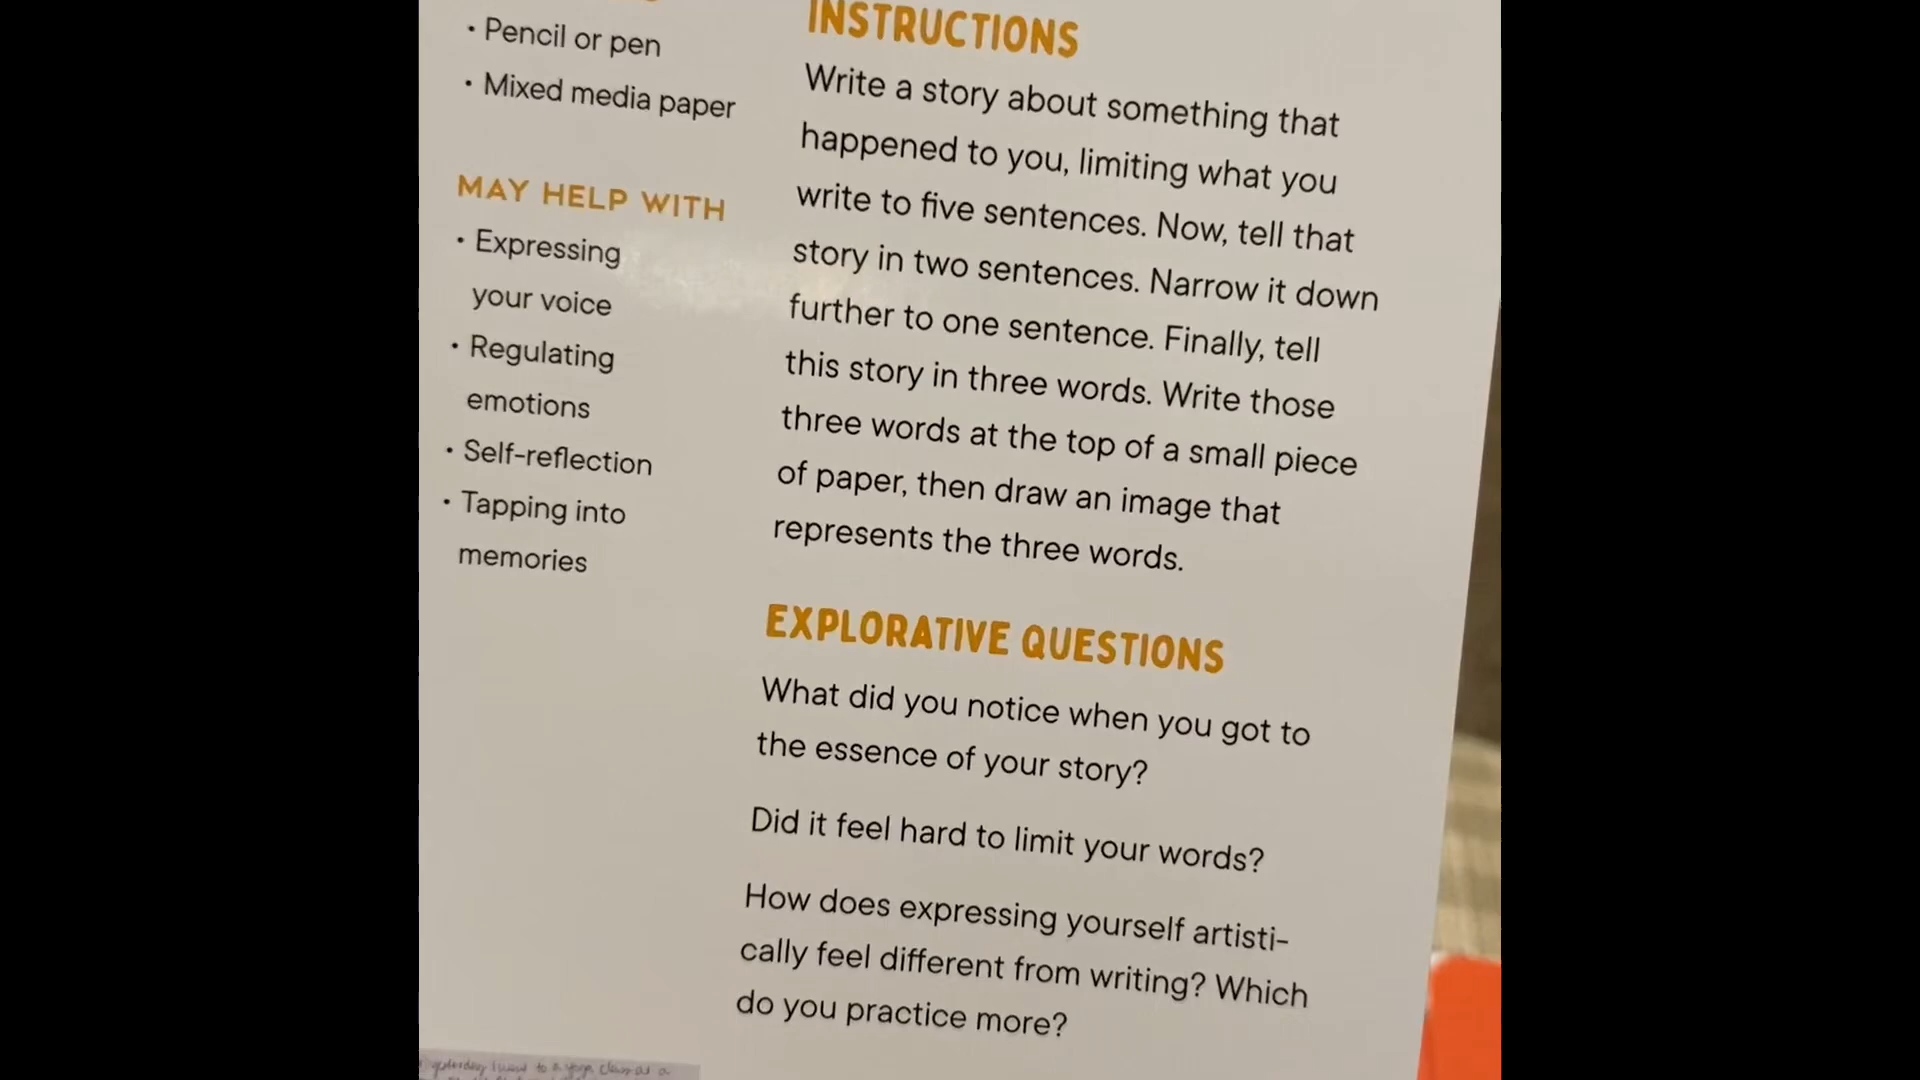 • Pencil or pen
• Mixed media paper
MAY HELP WITH
• Expressing
your voice
• Regulating
emotions
• Self-reflection
• Tapping into
memories
INSTRUCTIONS
Write a story about something that
happened to you, limiting what you
write to five sentences. Now, tell that
story in two sentences. Narrow it down
further to one sentence. Finally, tell
this story in three words. Write those
three words at the top of a small piece
of paper, then draw an image that
represents the three words.
EXPLORATIVE QUESTIONS
What did you notice when you got to
the essence of your story?
Did it feel hard to limit your words?
How does expressing yourself artisti-
cally feel different from writing? Which
do you practice more?
yesterday I went to a yoga class as a